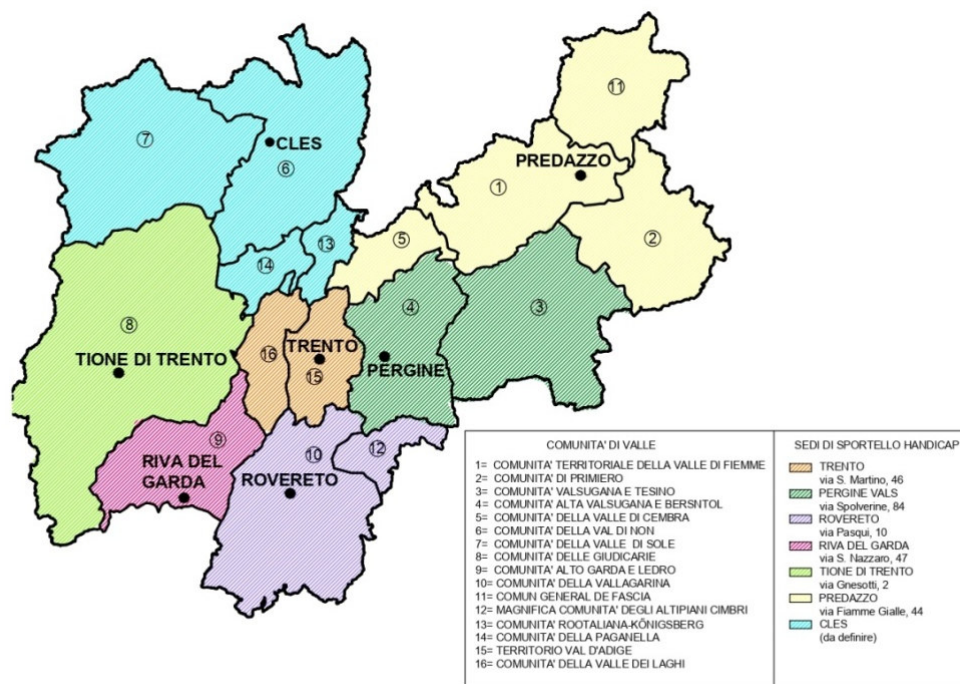 11
7
CLES
6
PREDAZZO
1
2
5
13
14
4
3
8
16
TRENTO
TIONE DI TRENTO
15
PERGINE
9
10
12
RIVA DEL
GARDA
ROVERETO
COMUNITA' DI VALLE
1= COMUNITA' TERRITORIALE DELLA VALLE DI FIEMME
2= COMUNITA' DI PRIMIERO
3= COMUNITA' VALSUGANA E TESINO
4= COMUNITA' ALTA VALSUGANA E BERSNTOL
5= COMUNITA' DELLA VALLE DI CEMBRA
6= COMUNITA' DELLA VAL DI NON
7= COMUNITA' DELLA VALLE DI SOLE
8= COMUNITA' DELLE GIUDICARIE
9= COMUNITA' ALTO GARDA E LEDRO
10= COMUNITA' DELLA VALLAGARINA
11= COMUN GENERAL DE FASCIA
12= MAGNIFICA COMUNITA' DEGLI ALTIPIANI CIMBRI
13= COMUNITA' ROOTALIANA-KÖNIGSBERG
14= COMUNITA' DELLA PAGANELLA
15= TERRITORIO VAL D'ADIGE
16= COMUNITA' DELLA VALLE DEI LAGHI
SEDI DI SPORTELLO HANDICAP
TRENTO
via S. Martino, 46
PERGINE VALS
via Spolverine, 84
ROVERETO
via Pasqui, 10
RIVA DEL GARDA
via S. Nazzaro, 47
TIONE DI TRENTO
via Gnesotti, 2
PREDAZZO
via Fiamme Gialle, 44
CLES
(da definire)